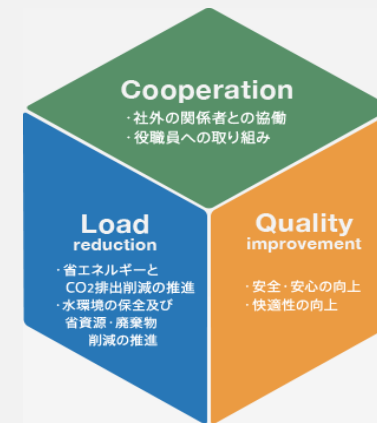 Cooperation
・社外の関係者との協働
・役職員への取り組み
Load
reduction
・省エネルギーと
CO2排出削減の推進
・水環境の保全及び
省資源・廃棄物
削減の推進
Quality
improvement
・安全・安心の向上
・快適性の向上